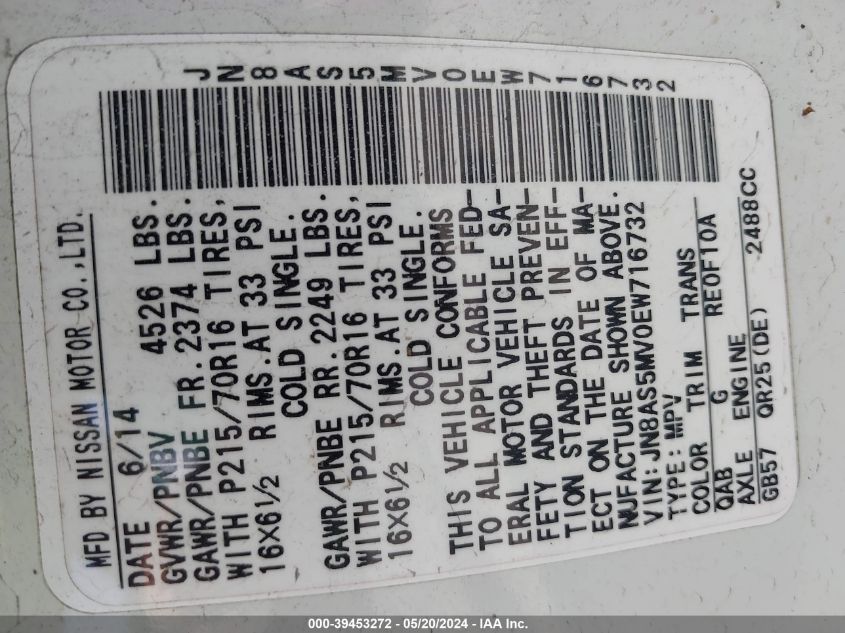 JN8AS5MV0EW716732
MFD BY NISSAN MOTOR CO.,LTD.
DATE 6/14
GVWR/PNBV 4526 LBS.
GAWR/PNBE FR. 2374 LBS.
WITH P215/70R16 TIRES,
16X6 1/2 RIMS.AT 33 PSI
COLD SINGLE.
GAWR/PNBE RR. 2249 LBS.
WITH P215/70R16 TIRES,
16X6 1/2 RIMS.AT 33 PSI
COLD SINGLE.
THIS VEHICLE CONFORMS
TO ALL APPLICABLE FED-
ERAL MOTOR VEHICLE SA-
FETY AND THEFT PREVEN-
TION STANDARDS IN EFF-
ECT ON THE DATE OF MA-
NUFACTURE SHOWN ABOVE.
VIN:JN8AS5MV0EW716732
TYPE:MPV
COLOR TRIM TRANS
QAB G RE0F10A
AXLE ENGINE
GB57 QR25(DE) 2488CC
000-39453272 - 05/20/2024 - IAA Inc.